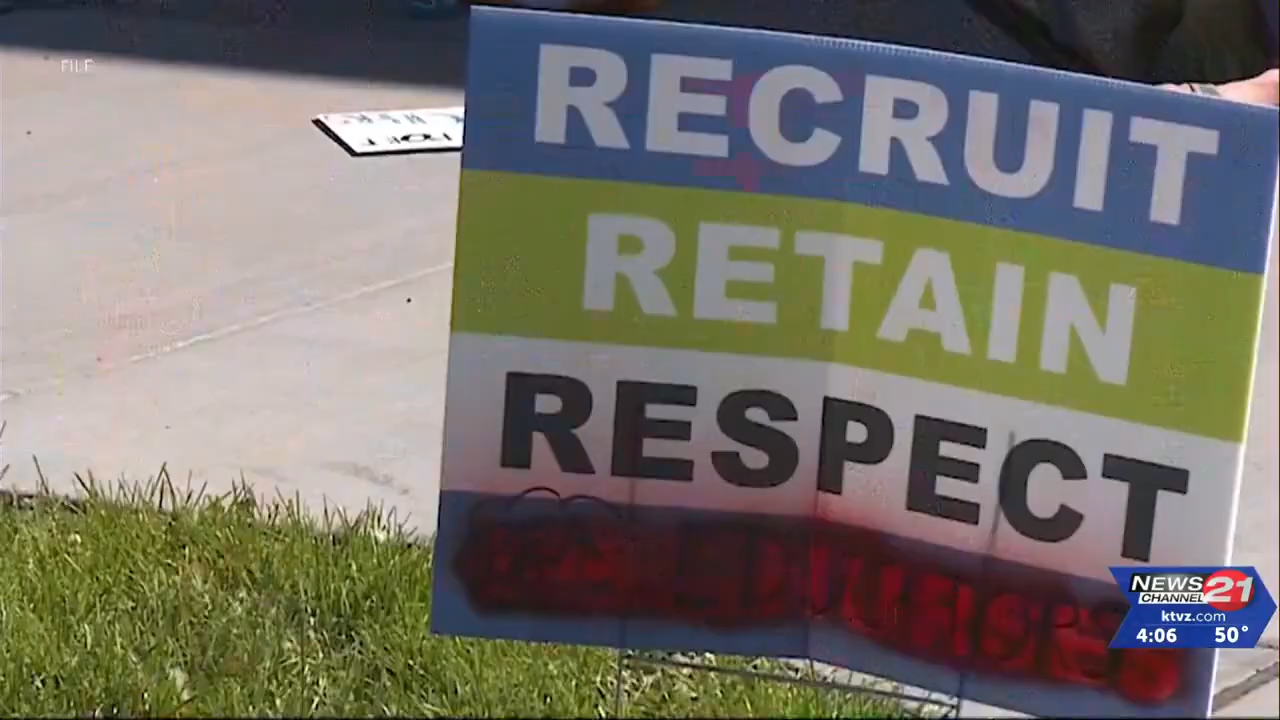 FILE
RECRUIT
RETAIN
RESPECT
NEWS
CHANNEL 21
ktvz.com
4:06 50°